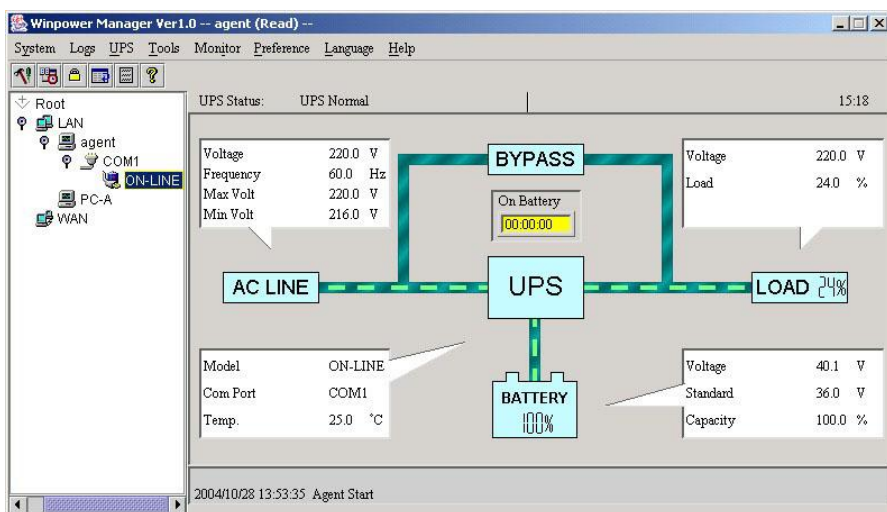 Winpower Manager Ver1.0 -- agent (Read) --
System Logs UPS Tools Monitor Preference Language Help
Root
LAN
agent
COM1
ON-LINE
PC-A
WAN
UPS Status: UPS Normal 15:18
Voltage 220.0 V
Frequency 60.0 Hz
Max Volt 220.0 V
Min Volt 216.0 V
BYPASS
On Battery
00:00:00
Voltage 220.0 V
Load 24.0 %
AC LINE
UPS
LOAD 24%
Model ON-LINE
Com Port COM1
Temp. 25.0 °C
BATTERY
100%
Voltage 40.1 V
Standard 36.0 V
Capacity 100.0 %
2004/10/28 13:53:35 Agent Start